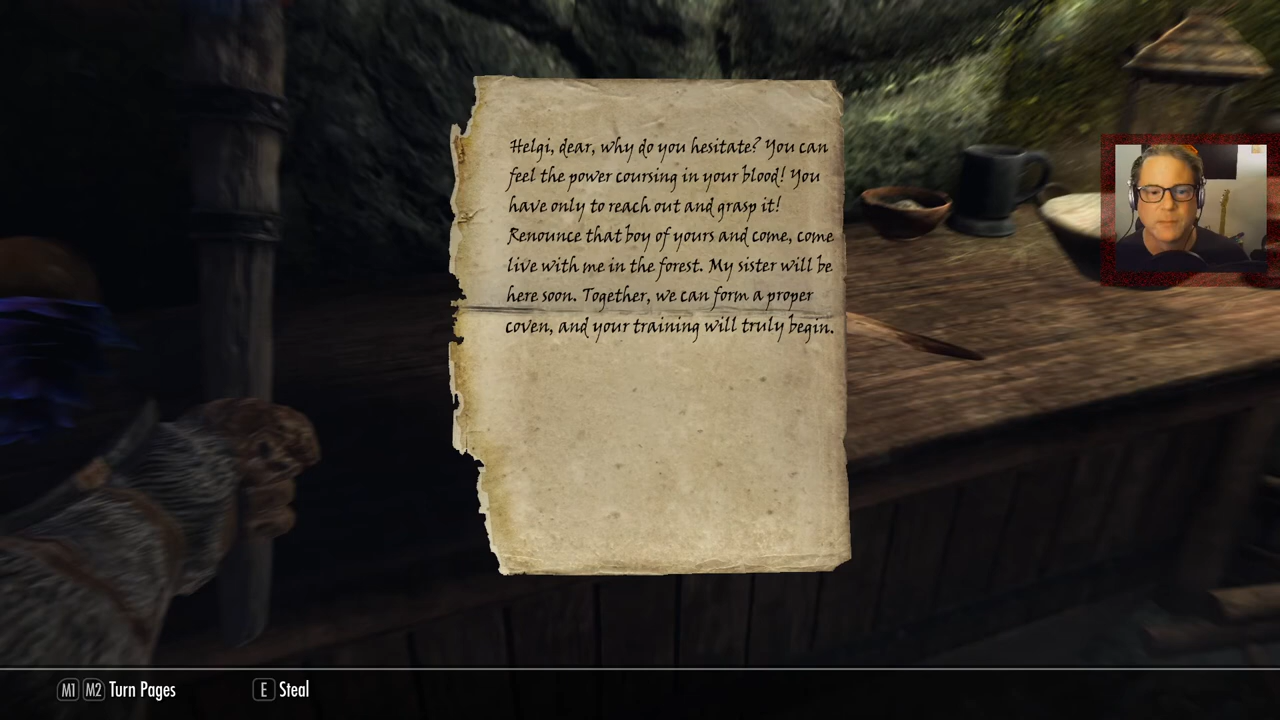 Helgi, dear, why do you hesitate? You can
feel the power coursing in your blood! You
have only to reach out and grasp it!
Renounce that boy of yours and come, come
live with me in the forest. My sister will be
here soon. Together, we can form a proper
coven, and your training will truly begin.
M1 M2 Turn Pages
E Steal